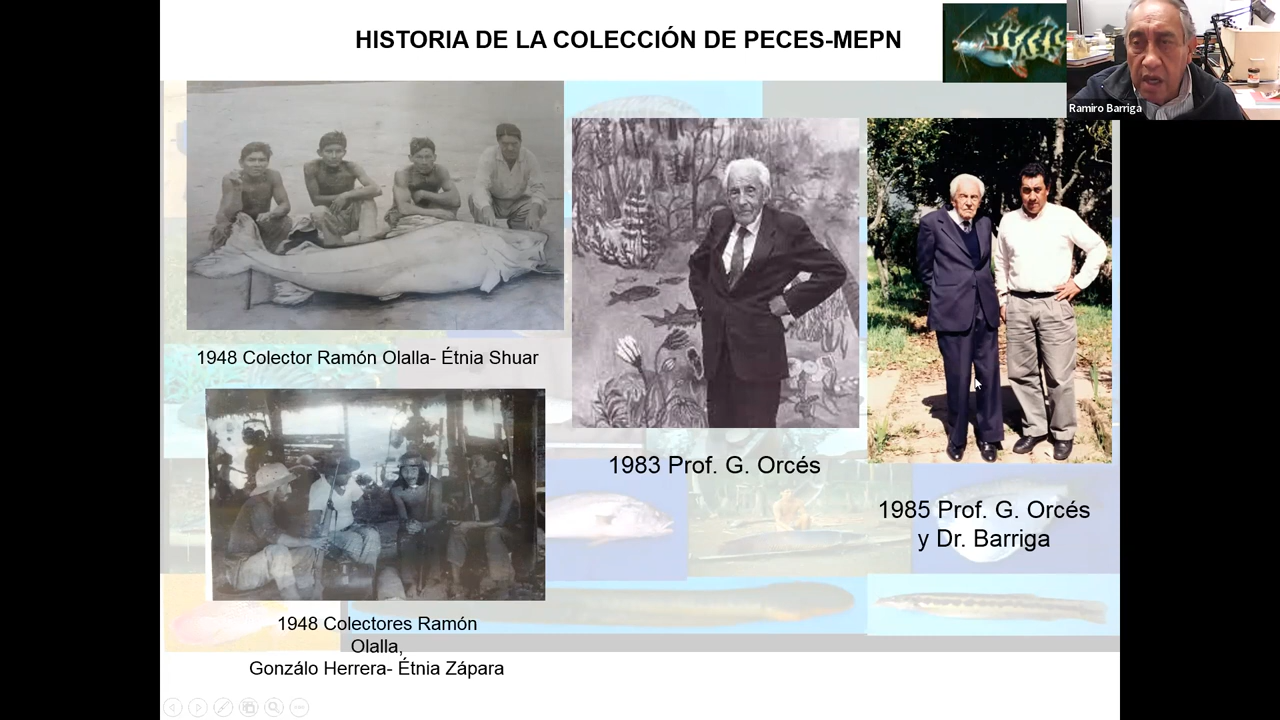 HISTORIA DE LA COLECCIÓN DE PECES-MEPN
Ramiro Barriga
1948 Colector Ramón Olalla- Étnia Shuar
1983 Prof. G. Orcés
1985 Prof. G. Orcés
y Dr. Barriga
1948 Colectores Ramón
Olalla,
Gonzálo Herrera- Étnia Zápara